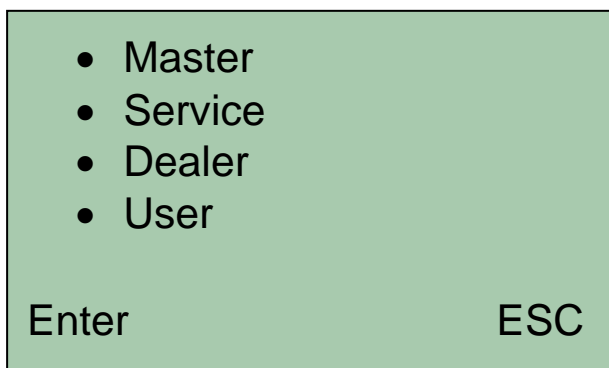 • Master
• Service
• Dealer
• User
Enter ESC